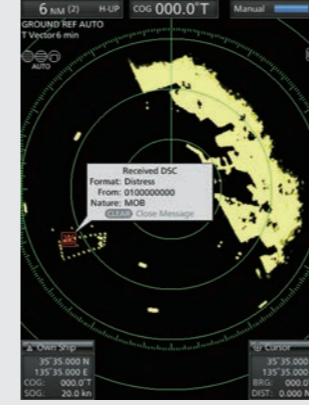 6 NM (2) H-UP COG 000.0°T Manual
GROUND REF AUTO
T Vector 6 min
AUTO
Received DSC
Format: Distress
From: 0100000000
Nature: MOB
CLEAR Close Message
Own Ship
35°35.000 N
135°35.000 E
COG: 000.0°T
SOG: 20.0 kn
Cursor
35°35.000
135°35.000
BRG: 000.0°
DIST: 0.000 N